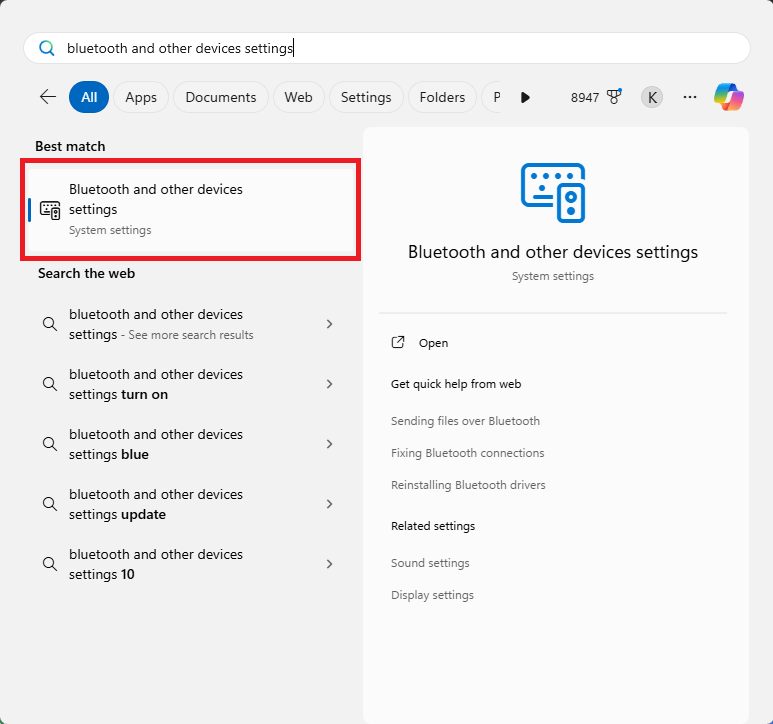 bluetooth and other devices settings
All
Apps
Documents
Web
Settings
Folders
P
8947
K
Best match
Bluetooth and other devices
settings
System settings
Search the web
bluetooth and other devices
settings - See more search results
bluetooth and other devices
settings turn on
bluetooth and other devices
settings blue
bluetooth and other devices
settings update
bluetooth and other devices
settings 10
Bluetooth and other devices settings
System settings
Open
Get quick help from web
Sending files over Bluetooth
Fixing Bluetooth connections
Reinstalling Bluetooth drivers
Related settings
Sound settings
Display settings